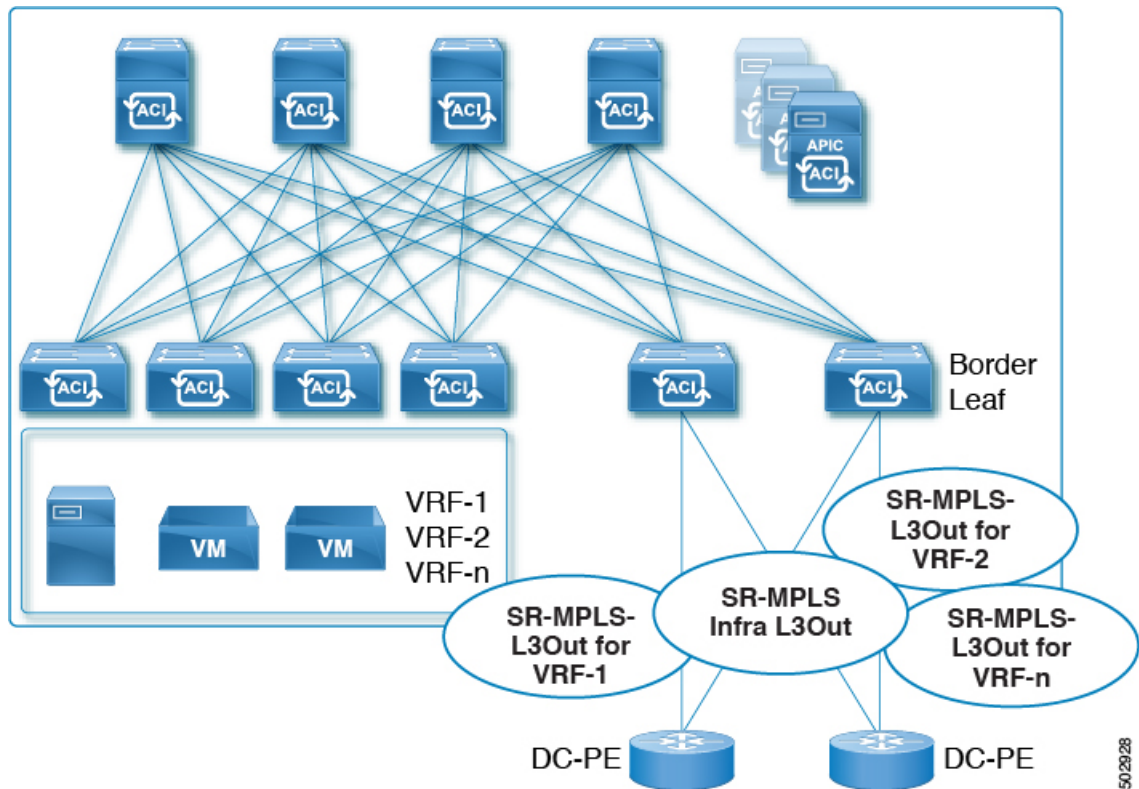 ACI
ACI
ACI
ACI
APIC
ACI
ACI
ACI
ACI
ACI
ACI
ACI
Border
Leaf
VM
VM
VRF-1
VRF-2
VRF-n
SR-MPLS-
L3Out for
VRF-2
SR-MPLS
Infra L3Out
SR-MPLS-
L3Out for
VRF-1
SR-MPLS-
L3Out for
VRF-n
DC-PE
DC-PE
502928